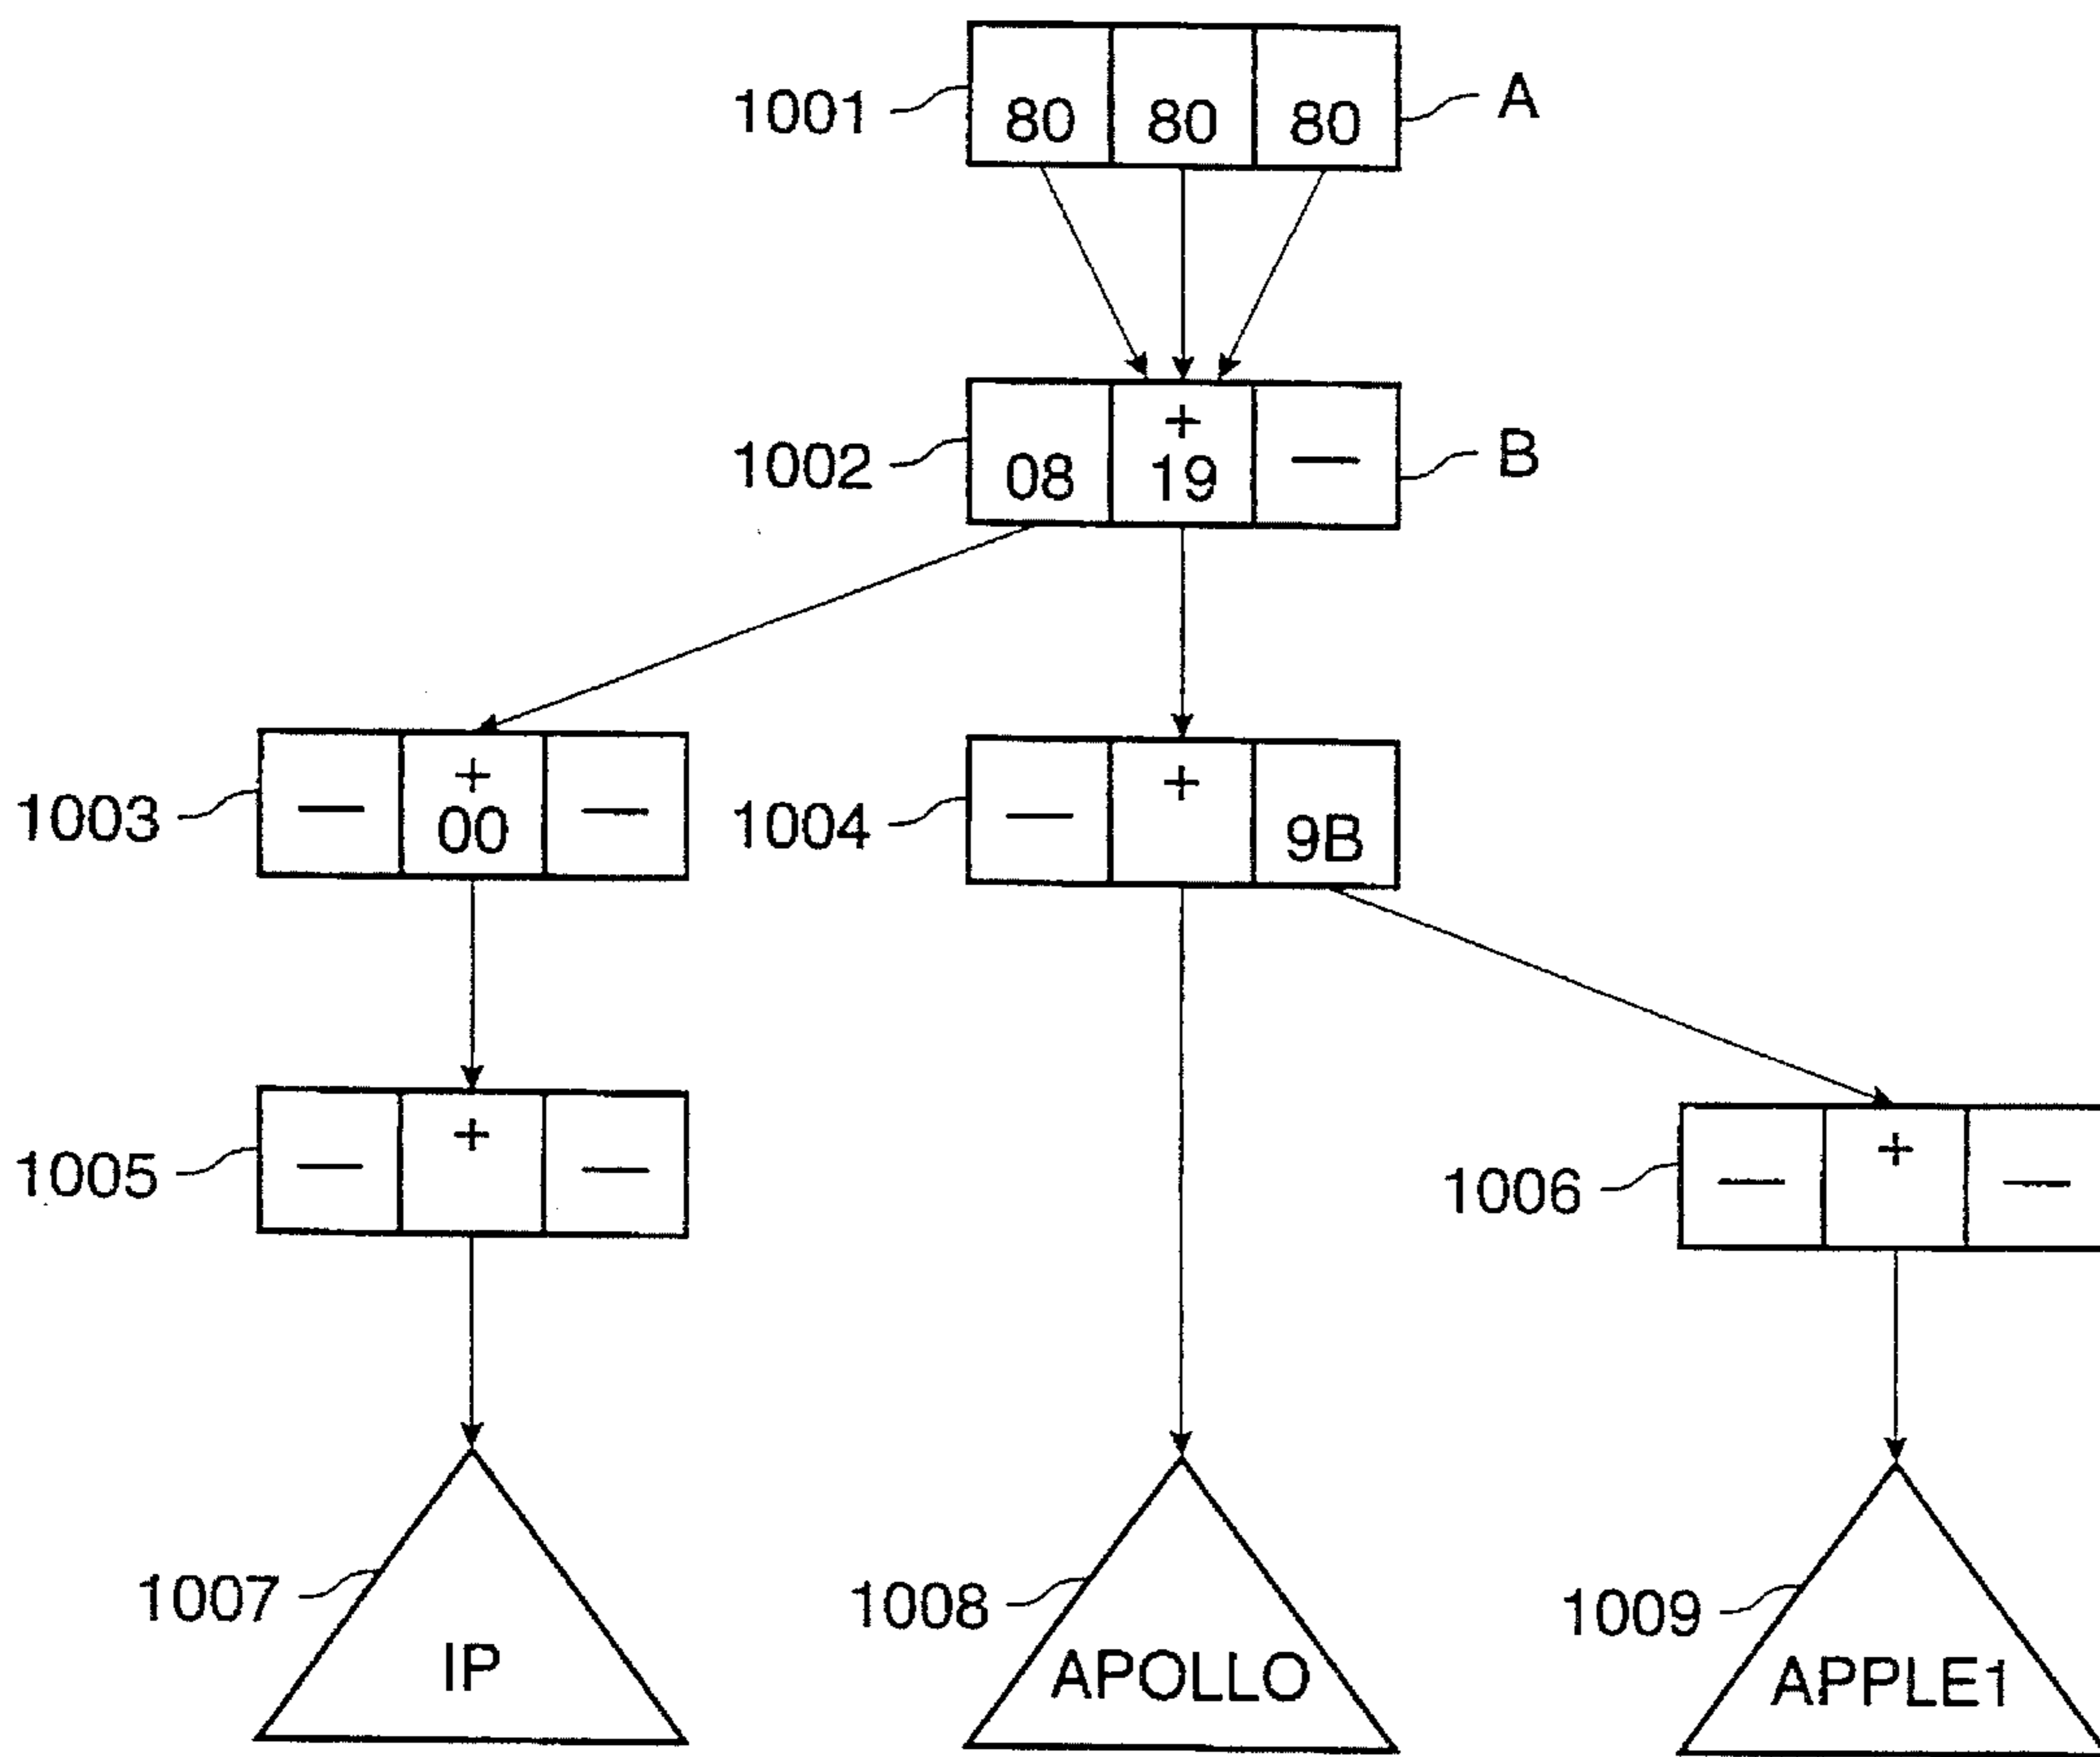 1001 80 80 80 A
1002 08 + 19 — B
1003 — + 00 —
1004 — + 9B
1005 — + —
1006 — + —
1007 IP
1008 APOLLO
1009 APPLE1